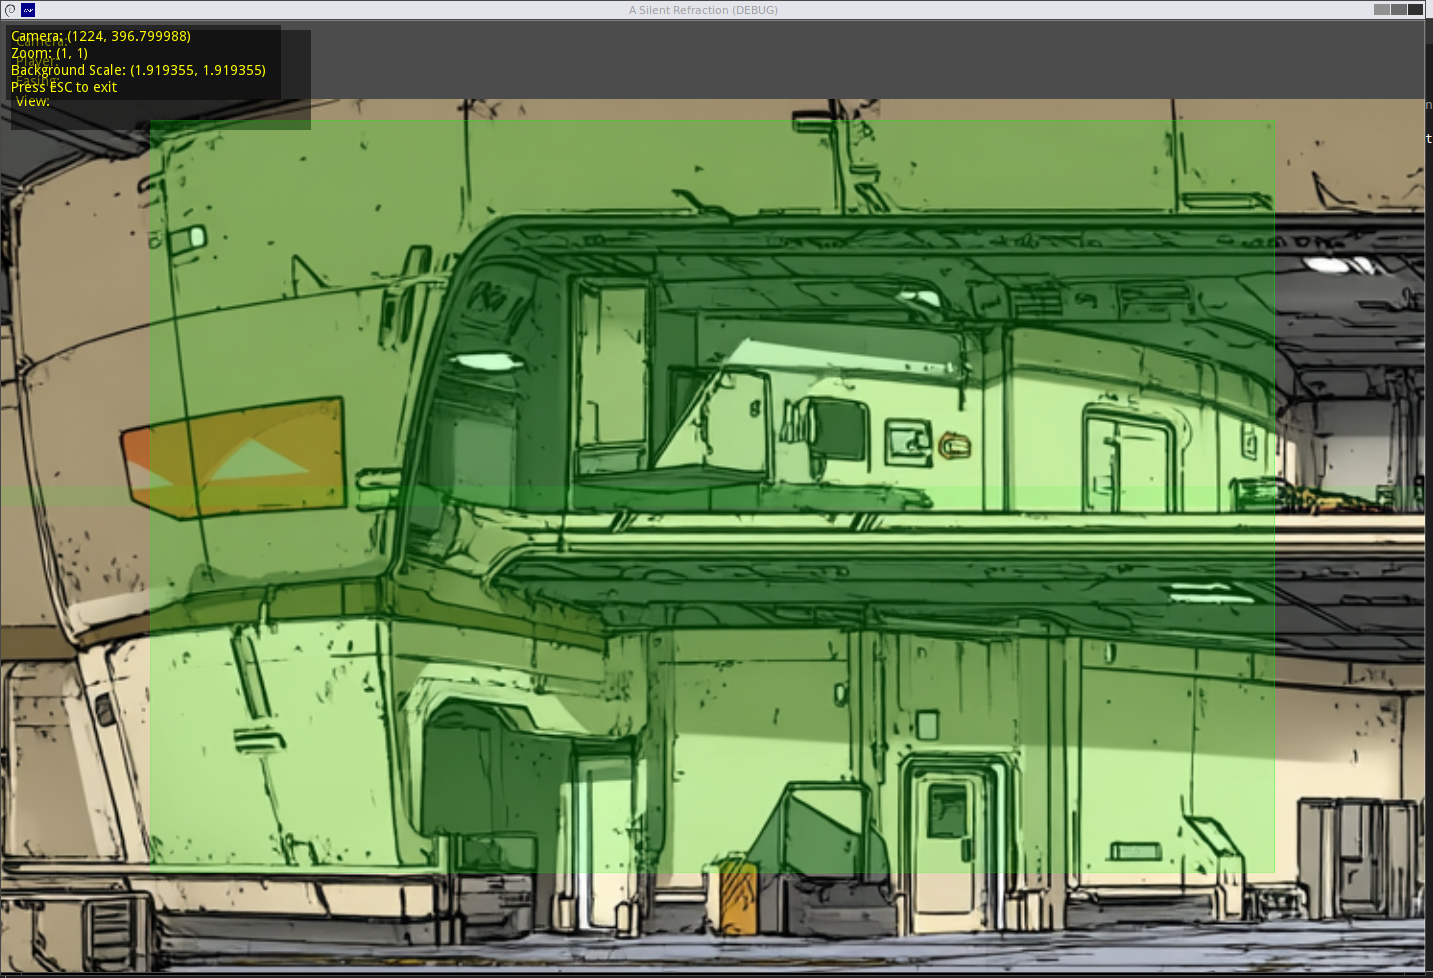 A Silent Refraction (DEBUG)
Camera: (1224, 396.799988)
Camera:
Zoom: (1, 1)
Player:
Background Scale: (1.919355, 1.919355)
Easing:
Press ESC to exit
View:
n
t